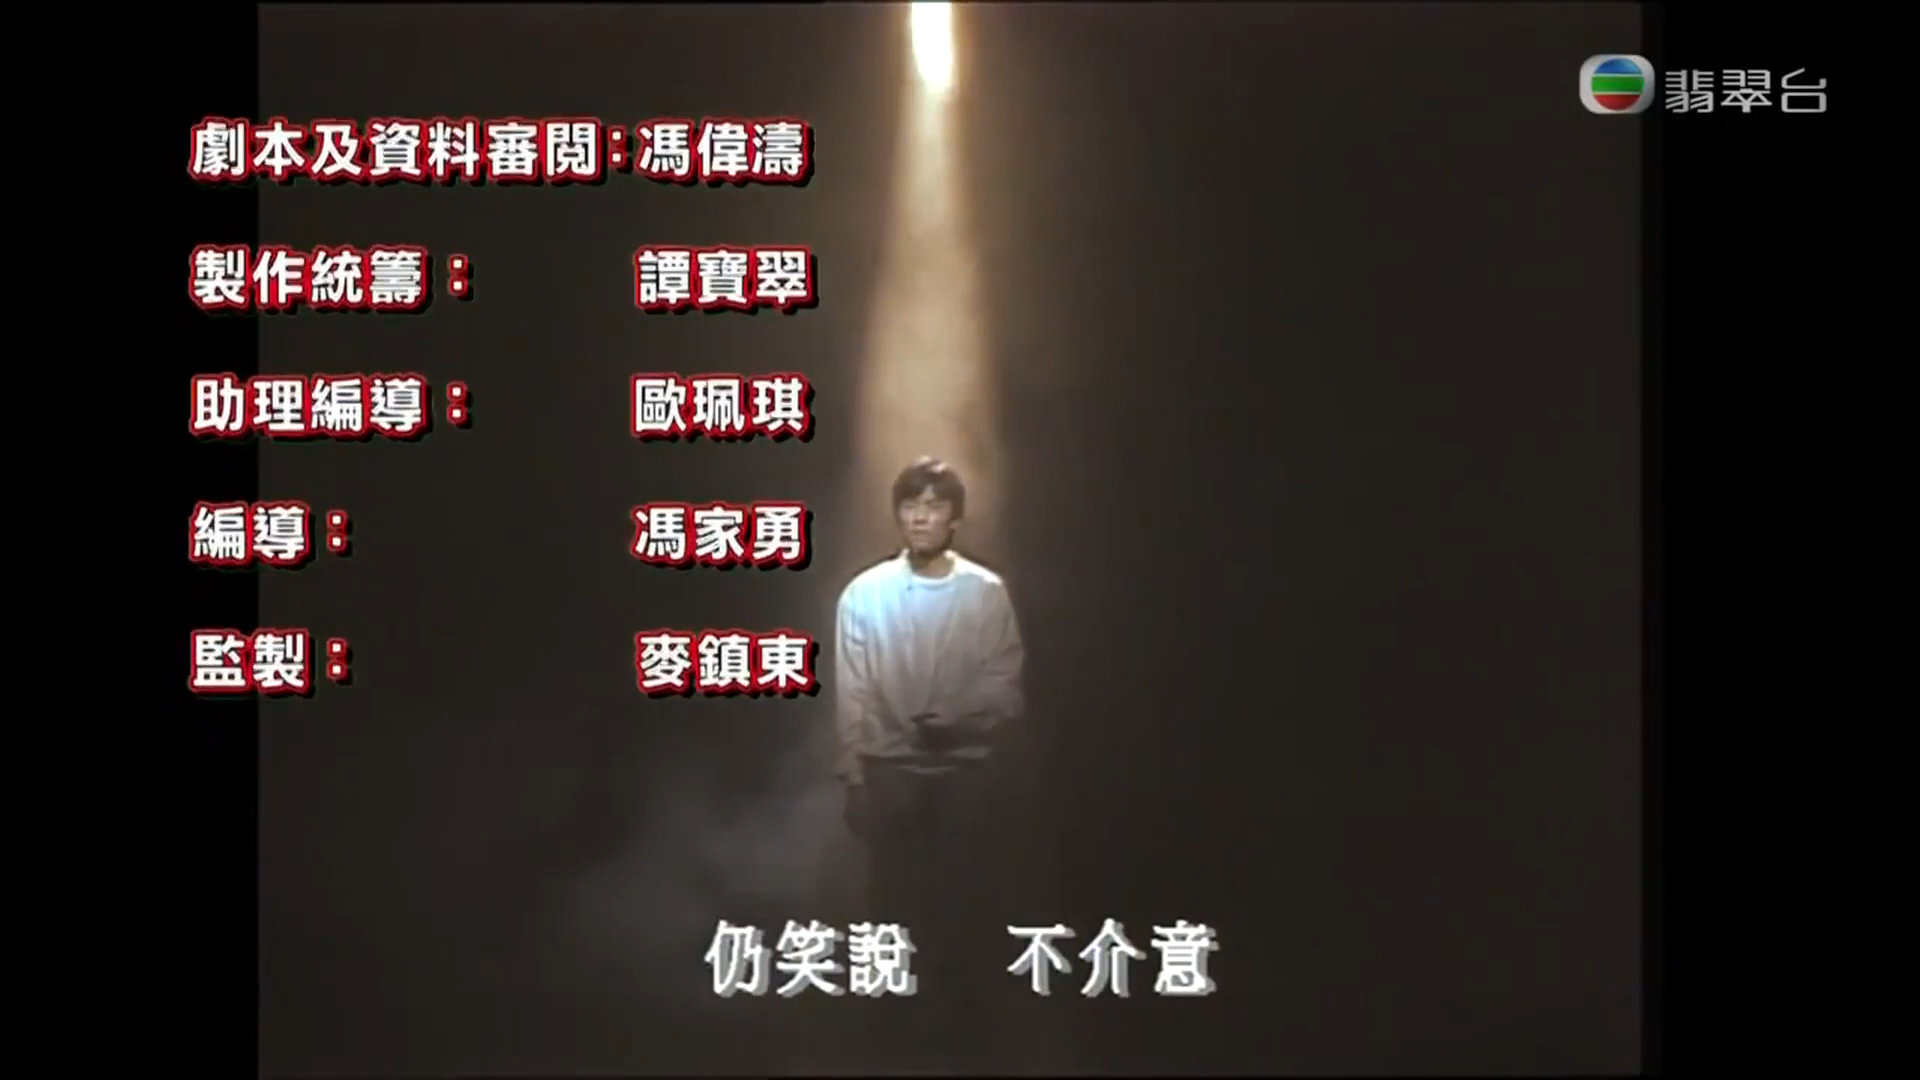 翡翠台
劇本及資料審閱：馮偉濤
製作統籌： 譚寶翠
助理編導： 歐珮琪
編導： 馮家勇
監製： 麥鎮東
仍笑說 不介意